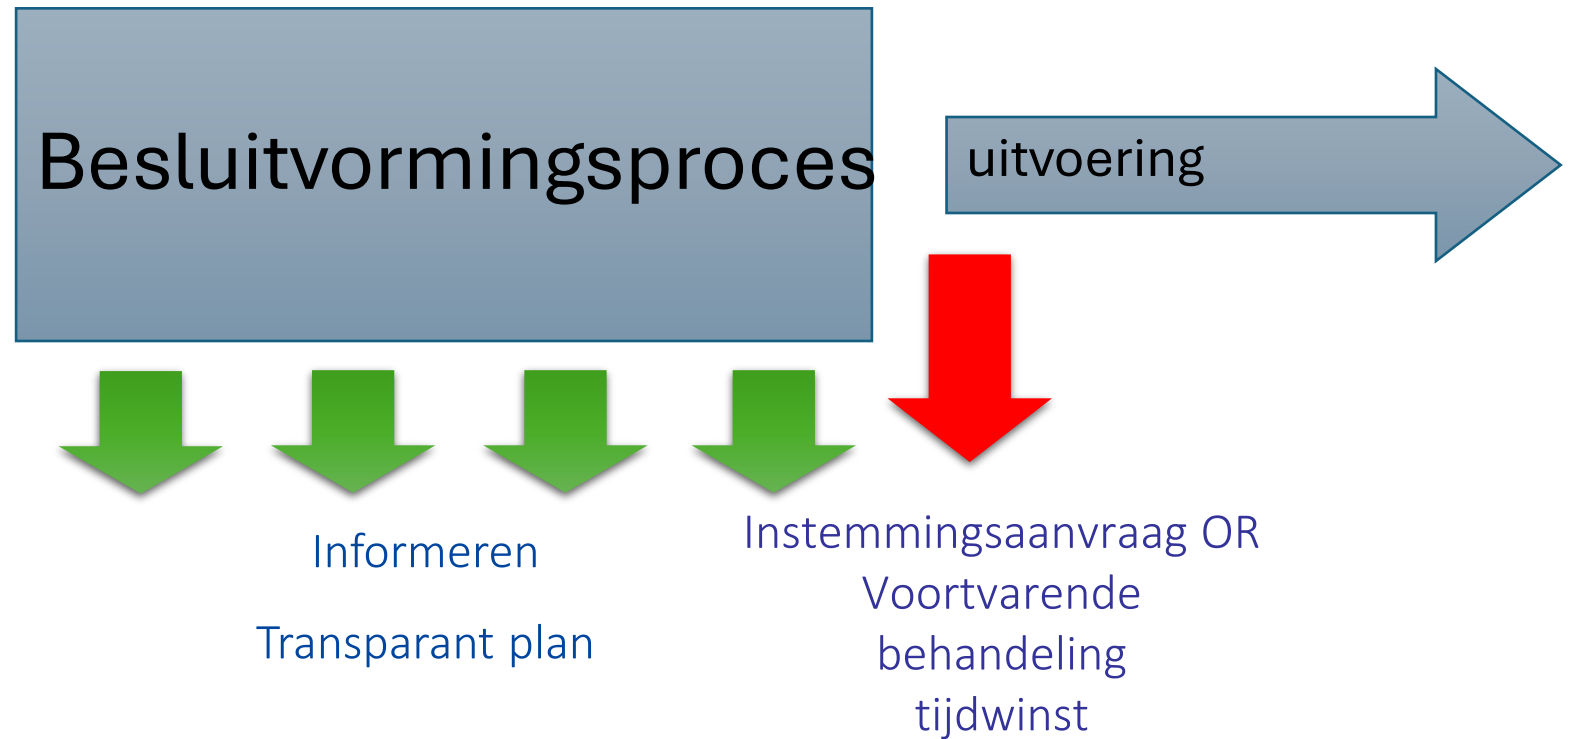 Besluitvormingsproces
uitvoering
Informeren
Transparant plan
Instemmingsaanvraag OR
Voortvarende
behandeling
tijdwinst